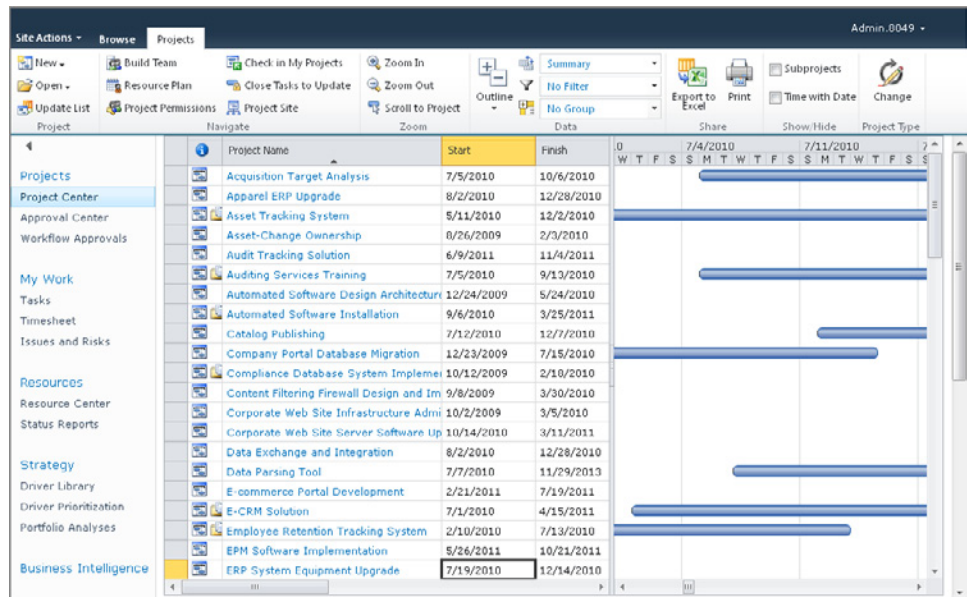 Admin.0049
Site Actions Browse Projects
New Build Team Check in My Projects Zoom In Summary Subprojects
Open Resource Plan Close Tasks to Update Zoom Out No Filter Time with Date
Update List Project Permissions Project Site Scroll to Project Outline No Group Export to Excel Print Change
Project Navigate Zoom Data Share Show/Hide Project Type
Project Name Start Finish .0 7/4/2010 7/11/2010 7
W T F S S M T W T F S S M T W T F S S
Projects
Project Center
Approval Center
Workflow Approvals
My Work
Tasks
Timesheet
Issues and Risks
Resources
Resource Center
Status Reports
Strategy
Driver Library
Driver Prioritization
Portfolio Analyses
Business Intelligence
Acquisition Target Analysis 7/5/2010 10/6/2010
Apparel ERP Upgrade 8/2/2010 12/28/2010
Asset Tracking System 5/11/2010 12/2/2010
Asset-Change Ownership 8/26/2009 2/3/2010
Audit Tracking Solution 6/9/2011 11/4/2011
Auditing Services Training 7/5/2010 9/13/2010
Automated Software Design Architecture 12/24/2009 5/24/2010
Automated Software Installation 9/6/2010 3/25/2011
Catalog Publishing 7/12/2010 12/7/2010
Company Portal Database Migration 12/23/2009 7/15/2010
Compliance Database System Impleme 10/12/2009 2/18/2010
Content Filtering Firewall Design and Im 9/8/2009 3/30/2010
Corporate Web Site Infrastructure Admi 10/2/2009 3/5/2010
Corporate Web Site Server Software Up 10/14/2010 3/11/2011
Data Exchange and Integration 8/2/2010 12/28/2010
Data Parsing Tool 7/7/2010 11/29/2013
E-commerce Portal Development 2/21/2011 7/19/2011
E-CRM Solution 7/1/2010 4/15/2011
Employee Retention Tracking System 2/10/2010 7/13/2010
EPM Software Implementation 5/26/2011 10/21/2011
ERP System Equipment Upgrade 7/19/2010 12/14/2010